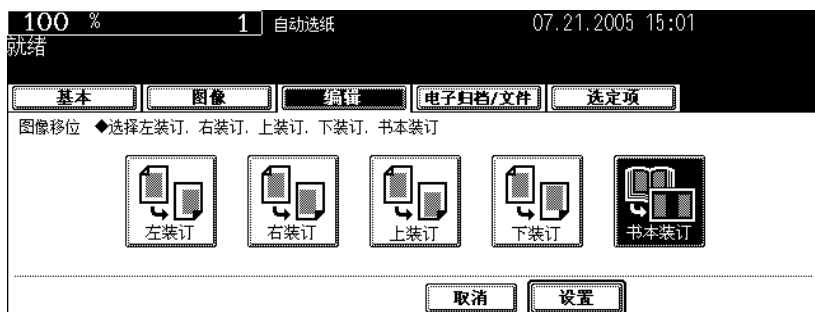 100 % 1 自动选纸 07.21.2005 15:01
就绪
基本 图像 编辑 电子归档/文件 选定项
图像移位 ◆选择左装订, 右装订, 上装订, 下装订, 书本装订
左装订 右装订 上装订 下装订 书本装订
取消 设置